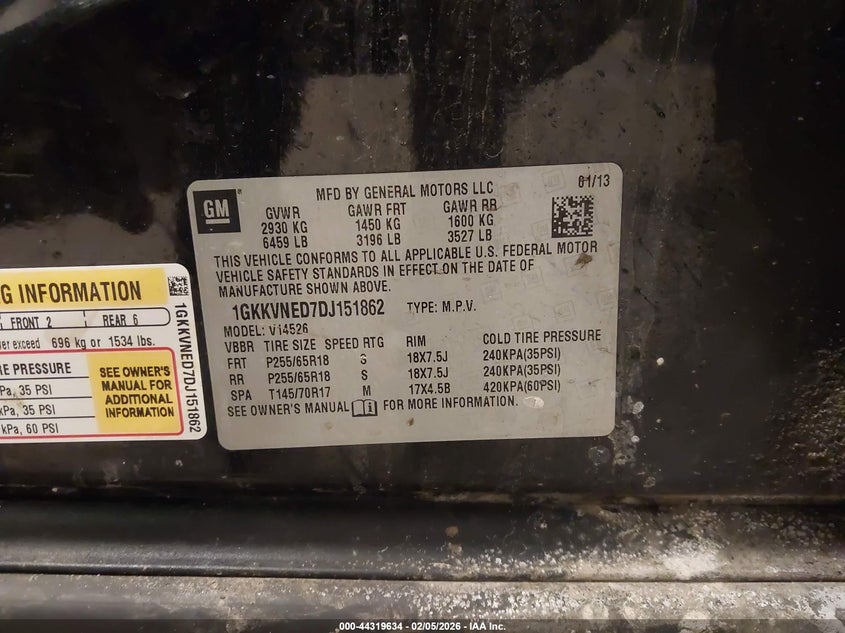 GM
MFD BY GENERAL MOTORS LLC
01/13
GVWR GAWR FRT GAWR RR
2930 KG 1450 KG 1600 KG
6459 LB 3196 LB 3527 LB
THIS VEHICLE CONFORMS TO ALL APPLICABLE U.S. FEDERAL MOTOR
VEHICLE SAFETY STANDARDS IN EFFECT ON THE DATE OF
MANUFACTURE SHOWN ABOVE.
1GKKVNED7DJ151862 TYPE: M.P.V.
MODEL: V14526
VBBR TIRE SIZE SPEED RTG RIM COLD TIRE PRESSURE
FRT P255/65R18 S 18X7.5J 240KPA(35PSI)
RR P255/65R18 S 18X7.5J 240KPA(35PSI)
SPA T145/70R17 M 17X4.5B 420KPA(60PSI)
SEE OWNER'S MANUAL FOR MORE INFORMATION.
G INFORMATION
FRONT 2 REAR 6
exceed 696 kg or 1534 lbs.
E PRESSURE
Pa, 35 PSI
kPa, 35 PSI
kPa, 60 PSI
SEE OWNER'S
MANUAL FOR
ADDITIONAL
INFORMATION
1GKKVNED7DJ151862
000-44319634 - 02/05/2026 - IAA Inc.